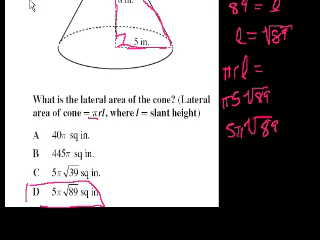 8 in.
5 in.
What is the lateral area of the cone? (Lateral
area of cone = πrl, where l = slant height)
A 40π sq in.
B 445π sq in.
C 5π√39 sq in.
D 5π√89 sq in.
89 = l
l = √89
πrl =
π5√89
5π√89